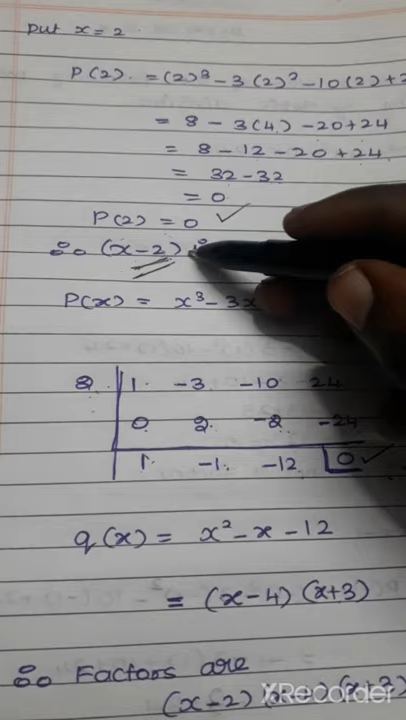 put x = 2
P(2) = (2)³ - 3(2)² - 10(2) + 2
= 8 - 3(4) - 20 + 24
= 8 - 12 - 20 + 24
= 32 - 32
= 0
P(2) = 0 ✓
∴ (x - 2)
P(x) = x³ - 3x
2 1 -3 -10 24
0 2 -2 -24
1 -1 -12 0 ✓
q(x) = x² - x - 12
= (x - 4) (x + 3)
∴ Factors are
(x - 2) (x (x + 3)
XRecorder